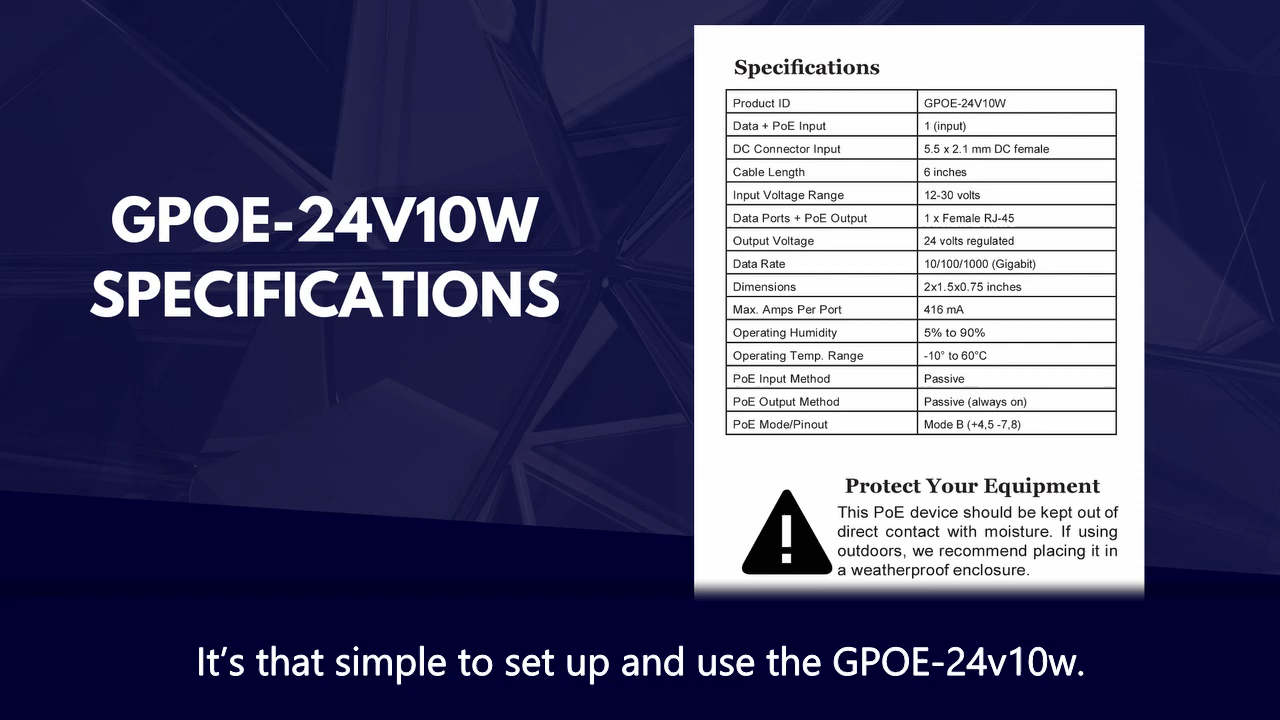 GPOE-24V10W
SPECIFICATIONS
Specifications
Product ID GPOE-24V10W
Data + PoE Input 1 (input)
DC Connector Input 5.5 x 2.1 mm DC female
Cable Length 6 inches
Input Voltage Range 12-30 volts
Data Ports + PoE Output 1 x Female RJ-45
Output Voltage 24 volts regulated
Data Rate 10/100/1000 (Gigabit)
Dimensions 2x1.5x0.75 inches
Max. Amps Per Port 416 mA
Operating Humidity 5% to 90%
Operating Temp. Range -10° to 60°C
PoE Input Method Passive
PoE Output Method Passive (always on)
PoE Mode/Pinout Mode B (+4,5 -7,8)
Protect Your Equipment
This PoE device should be kept out of
direct contact with moisture. If using
outdoors, we recommend placing it in
a weatherproof enclosure.
It's that simple to set up and use the GPOE-24v10w.